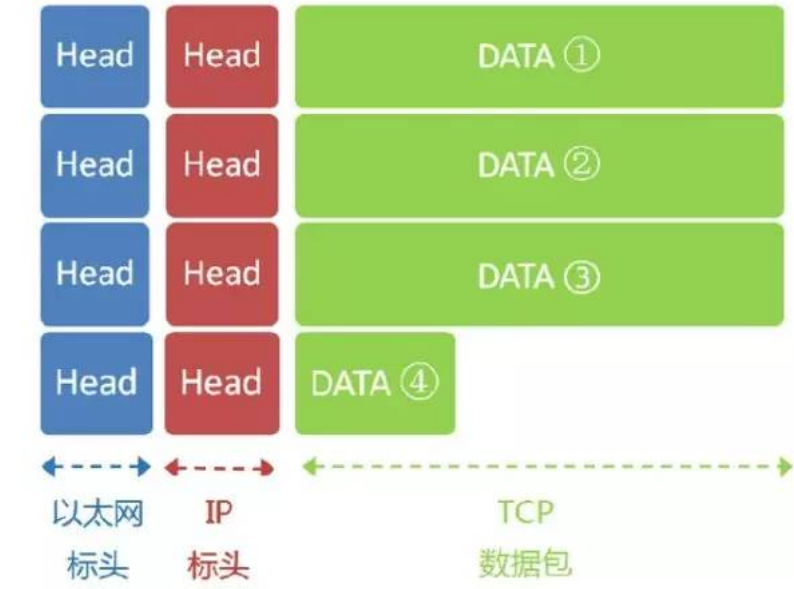 Head Head DATA ①
Head Head DATA ②
Head Head DATA ③
Head Head DATA ④
以太网 IP TCP
标头 标头 数据包